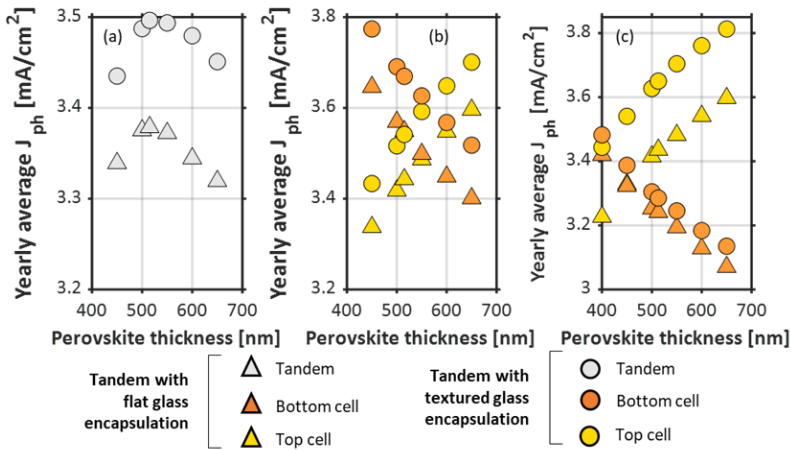 (a)
Yearly average J ph [mA/cm²]
3.5
3.4
3.3
3.2
400 500 600 700
Perovskite thickness [nm]
(b)
Yearly average J ph [mA/cm²]
3.8
3.6
3.4
3.2
400 500 600 700
Perovskite thickness [nm]
(c)
Yearly average J ph [mA/cm²]
3.8
3.6
3.4
3.2
3
400 500 600 700
Perovskite thickness [nm]
Tandem with
flat glass
encapsulation
Tandem
Bottom cell
Top cell
Tandem with
textured glass
encapsulation
Tandem
Bottom cell
Top cell